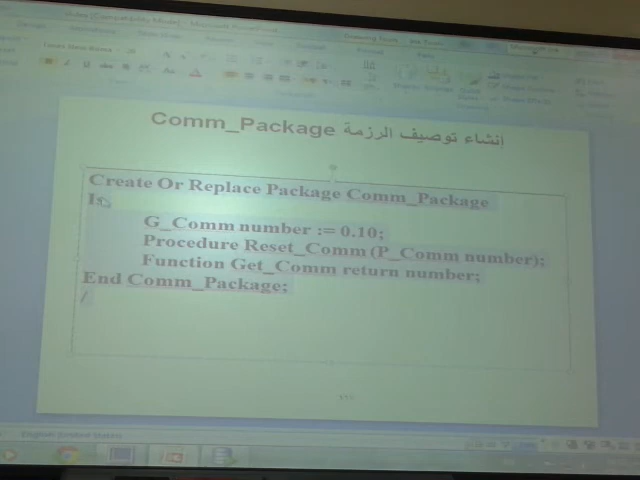 إنشاء توصيف الرزمة Comm_Package
Create Or Replace Package Comm_Package
Is
G_Comm number := 0.10;
Procedure Reset_Comm (P_Comm number);
Function Get_Comm return number;
End Comm_Package;
/